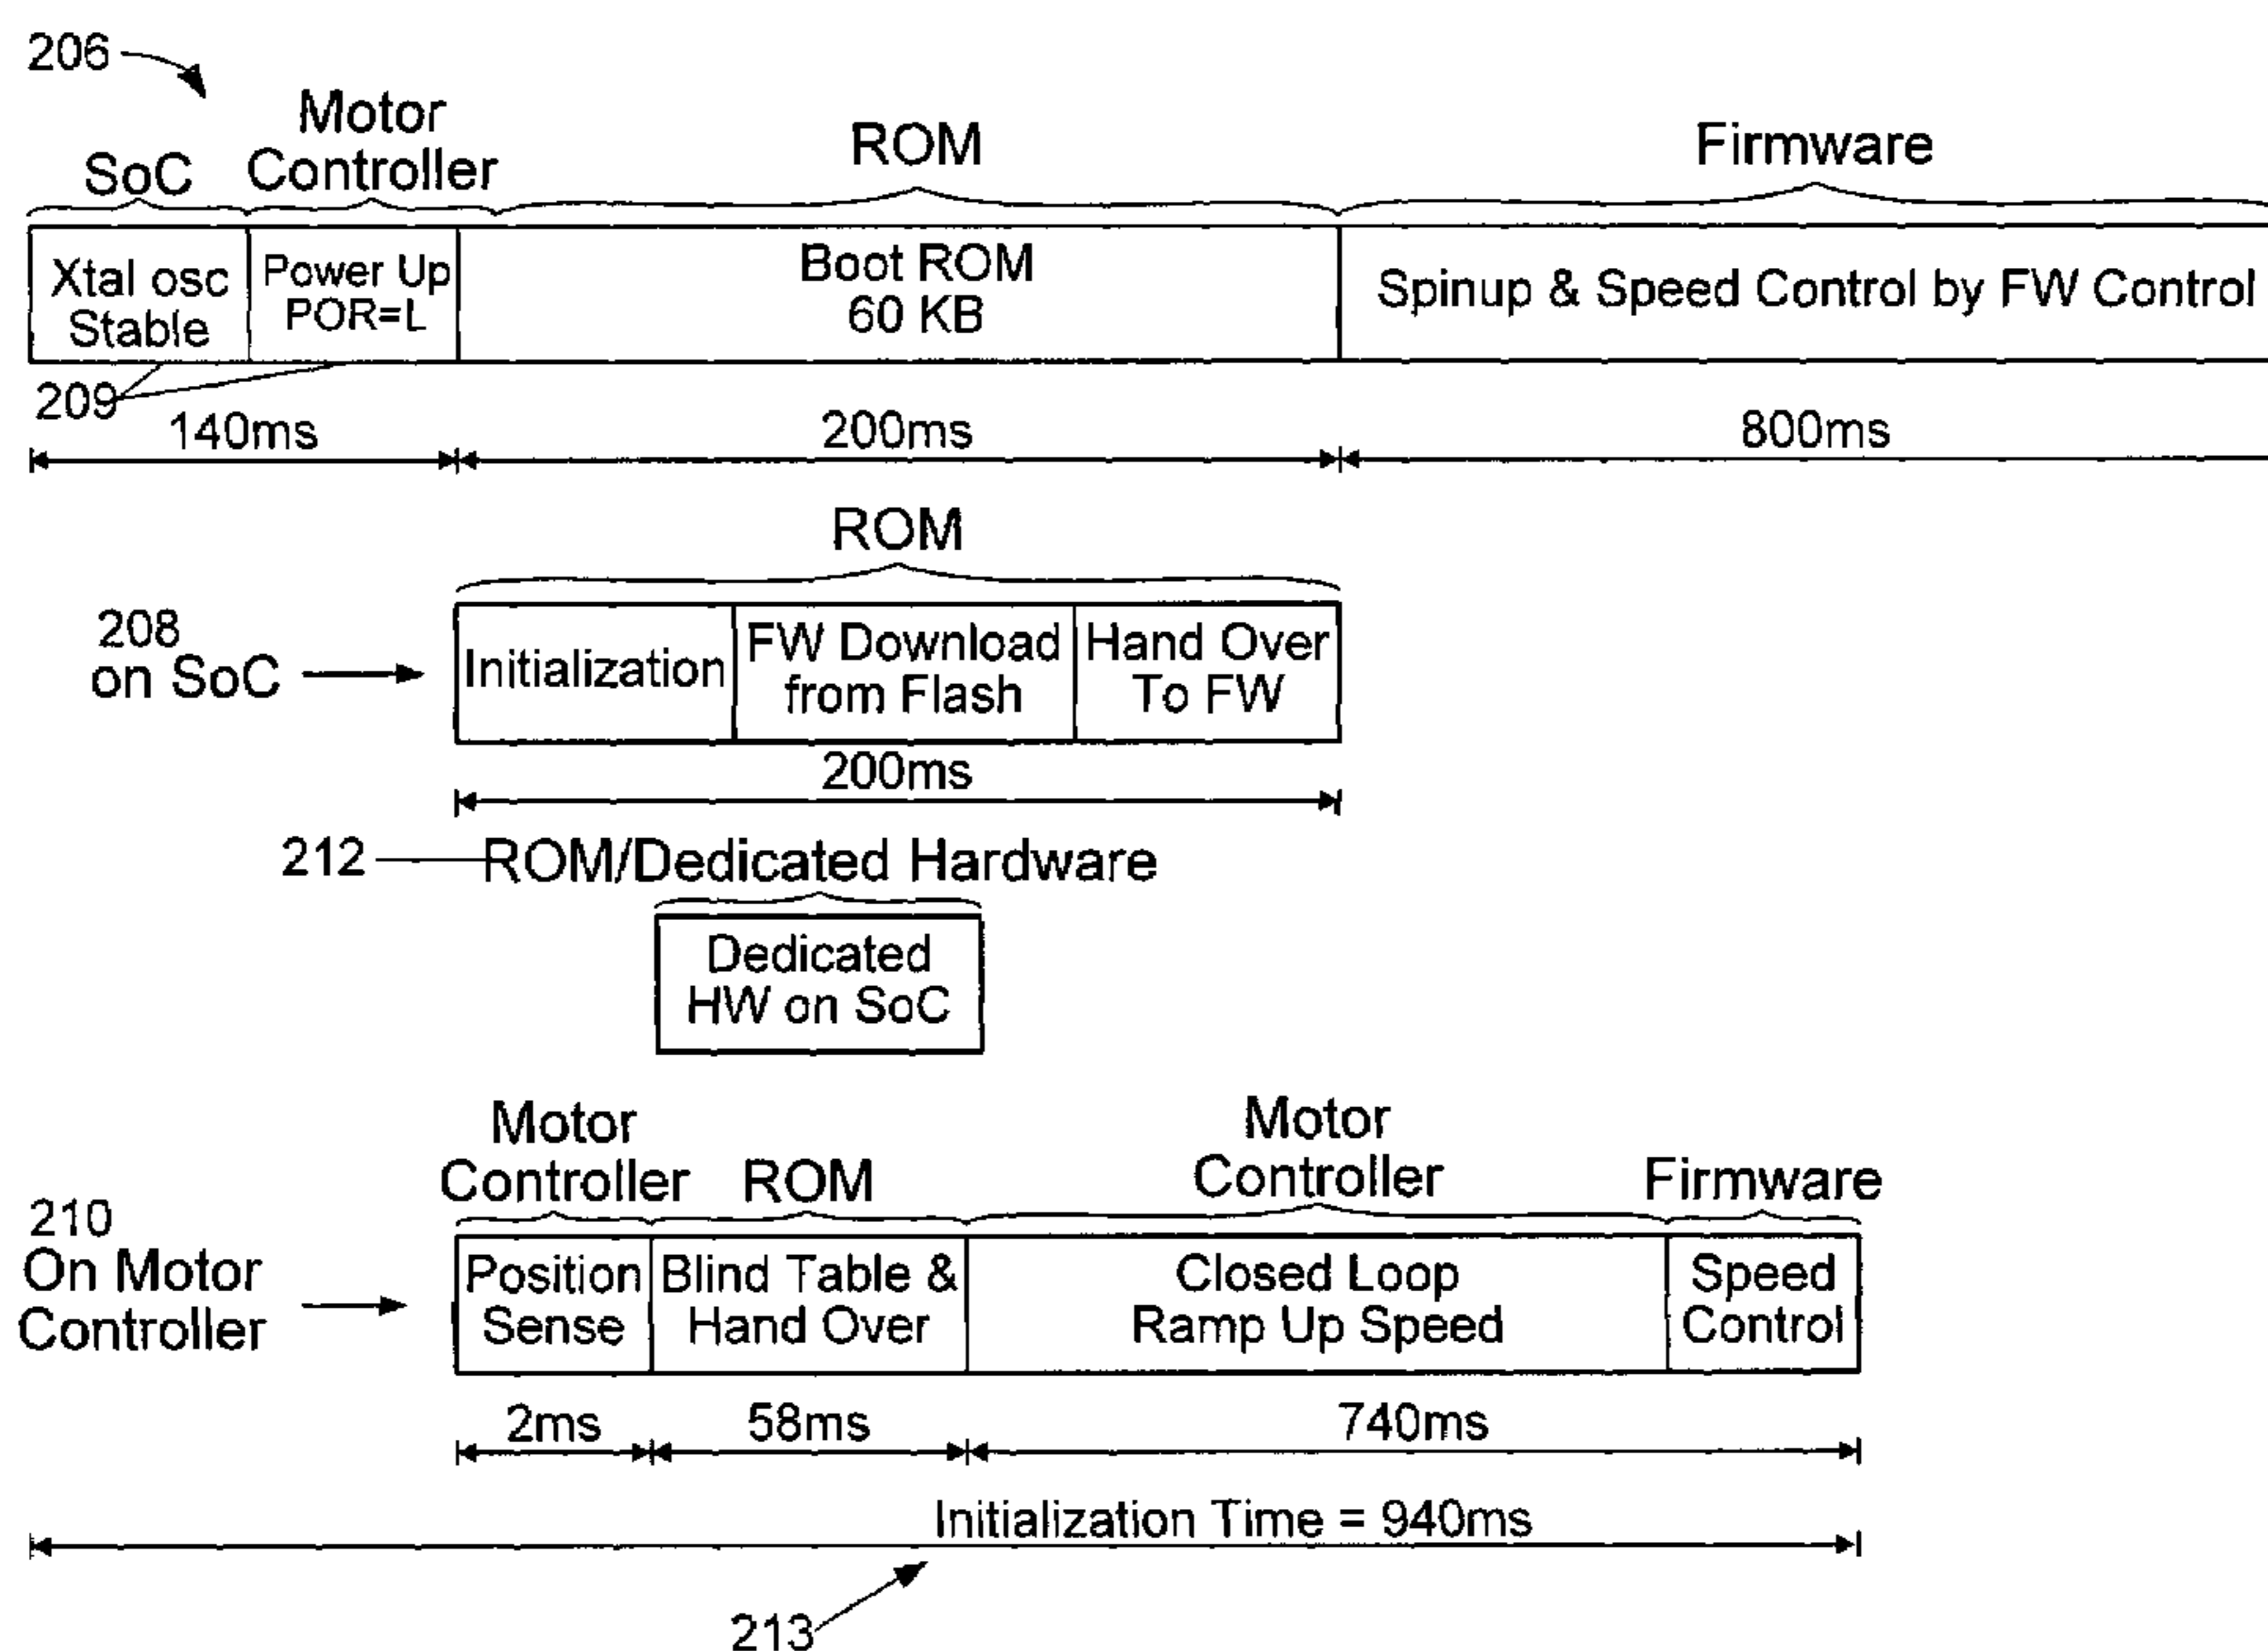 206
Motor
SoC Controller ROM Firmware
Xtal osc
Stable
Power Up
POR=L
Boot ROM
60 KB
Spinup & Speed Control by FW Control
209
140ms 200ms 800ms
ROM
208
on SoC
Initialization
FW Download
from Flash
Hand Over
To FW
200ms
212 ROM/Dedicated Hardware
Dedicated
HW on SoC
Motor
Controller
ROM
Motor
Controller
Firmware
210
On Motor
Controller
Position
Sense
Blind Table &
Hand Over
Closed Loop
Ramp Up Speed
Speed
Control
2ms 58ms 740ms
Initialization Time = 940ms
213